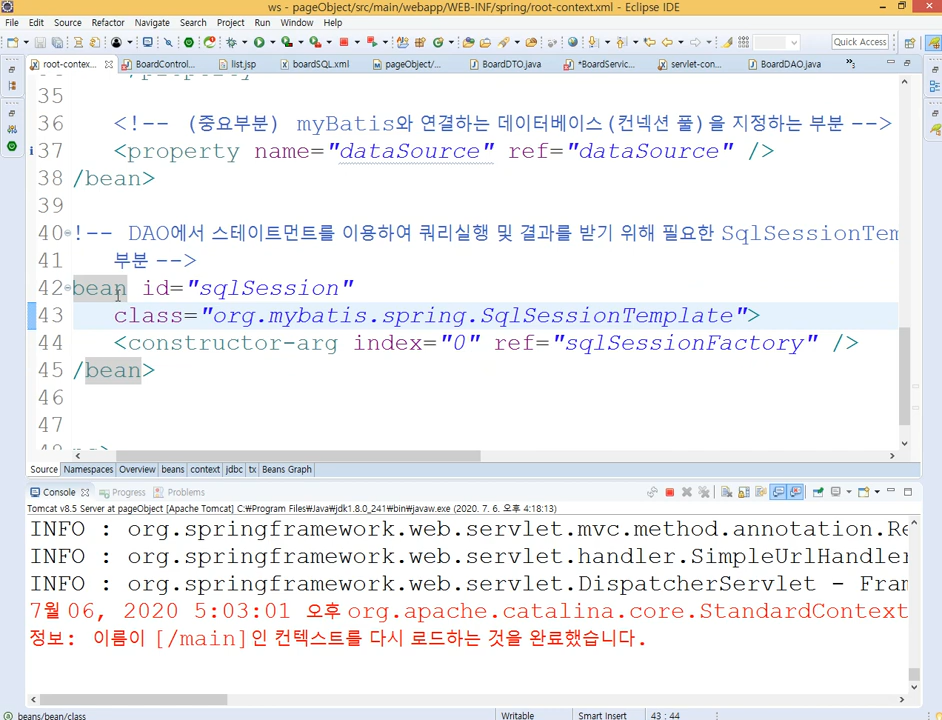 ws - pageObject/src/main/webapp/WEB-INF/spring/root-context.xml - Eclipse IDE
File Edit Source Refactor Navigate Search Project Run Window Help
Quick Access
root-contex... BoardControl... list.jsp boardSQL.xml pageObject/... BoardDTO.java *BoardServic... servlet-con... BoardDAO.java
35
36 <!-- (중요부분) myBatis와 연결하는 데이터베이스(컨넥션 풀)을 지정하는 부분 -->
37 <property name="dataSource" ref="dataSource" />
38 /bean>
39
40 !-- DAO에서 스테이트먼트를 이용하여 쿼리실행 및 결과를 받기 위해 필요한 SqlSessionTem
41 부분 -->
42 bean id="sqlSession"
43 class="org.mybatis.spring.SqlSessionTemplate">
44 <constructor-arg index="0" ref="sqlSessionFactory" />
45 /bean>
46
47
Source Namespaces Overview beans context jdbc tx Beans Graph
Console Progress Problems
Tomcat v8.5 Server at pageObject [Apache Tomcat] C:₩Program Files₩Java₩jdk1.8.0_241₩bin₩javaw.exe (2020. 7. 6. 오후 4:18:13)
INFO : org.springframework.web.servlet.mvc.method.annotation.Re
INFO : org.springframework.web.servlet.handler.SimpleUrlHandler
INFO : org.springframework.web.servlet.DispatcherServlet - Fram
7월 06, 2020 5:03:01 오후 org.apache.catalina.core.StandardContext
정보: 이름이 [/main]인 컨텍스트를 다시 로드하는 것을 완료했습니다.
beans/bean/class Writable Smart Insert 43 : 44